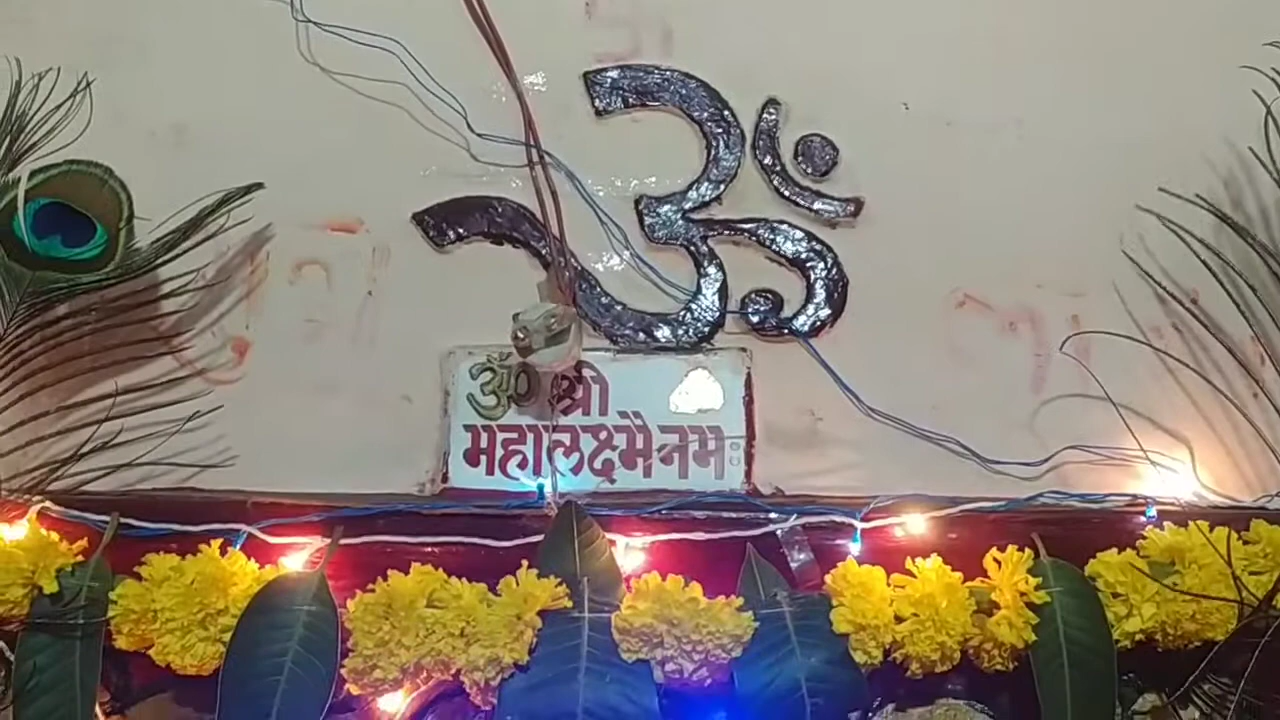 ॐ
ॐ श्री
महालक्ष्मै नमः